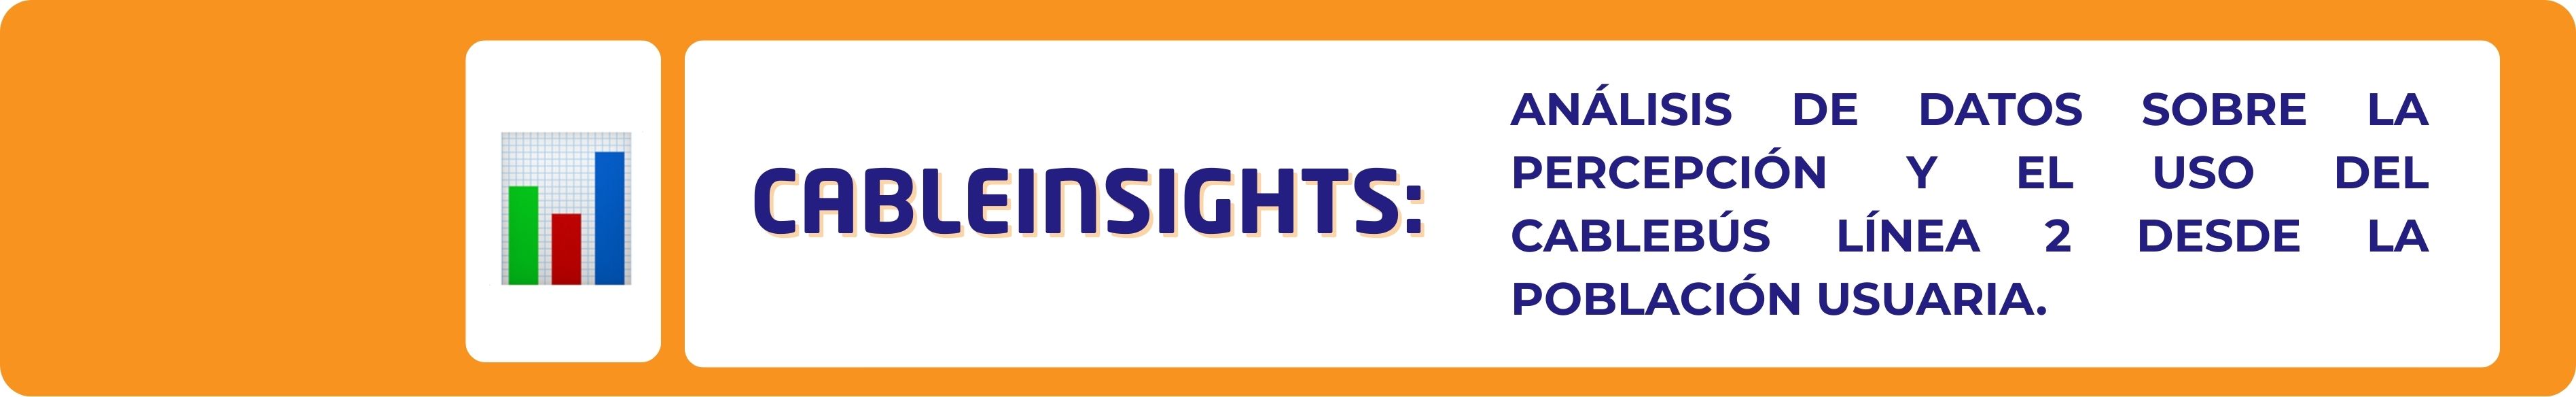 CABLEINSIGHTS:
ANÁLISIS DE DATOS SOBRE LA
PERCEPCIÓN Y EL USO DEL
CABLEBÚS LÍNEA 2 DESDE LA
POBLACIÓN USUARIA.